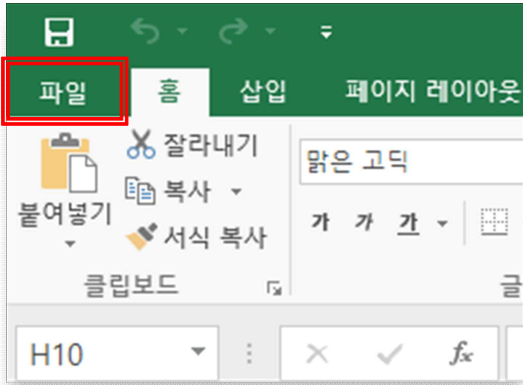 파일 홈 삽입 페이지 레이아웃
잘라내기
복사
서식 복사
붙여넣기
클립보드
맑은 고딕
가 가 가
글
H10
fx